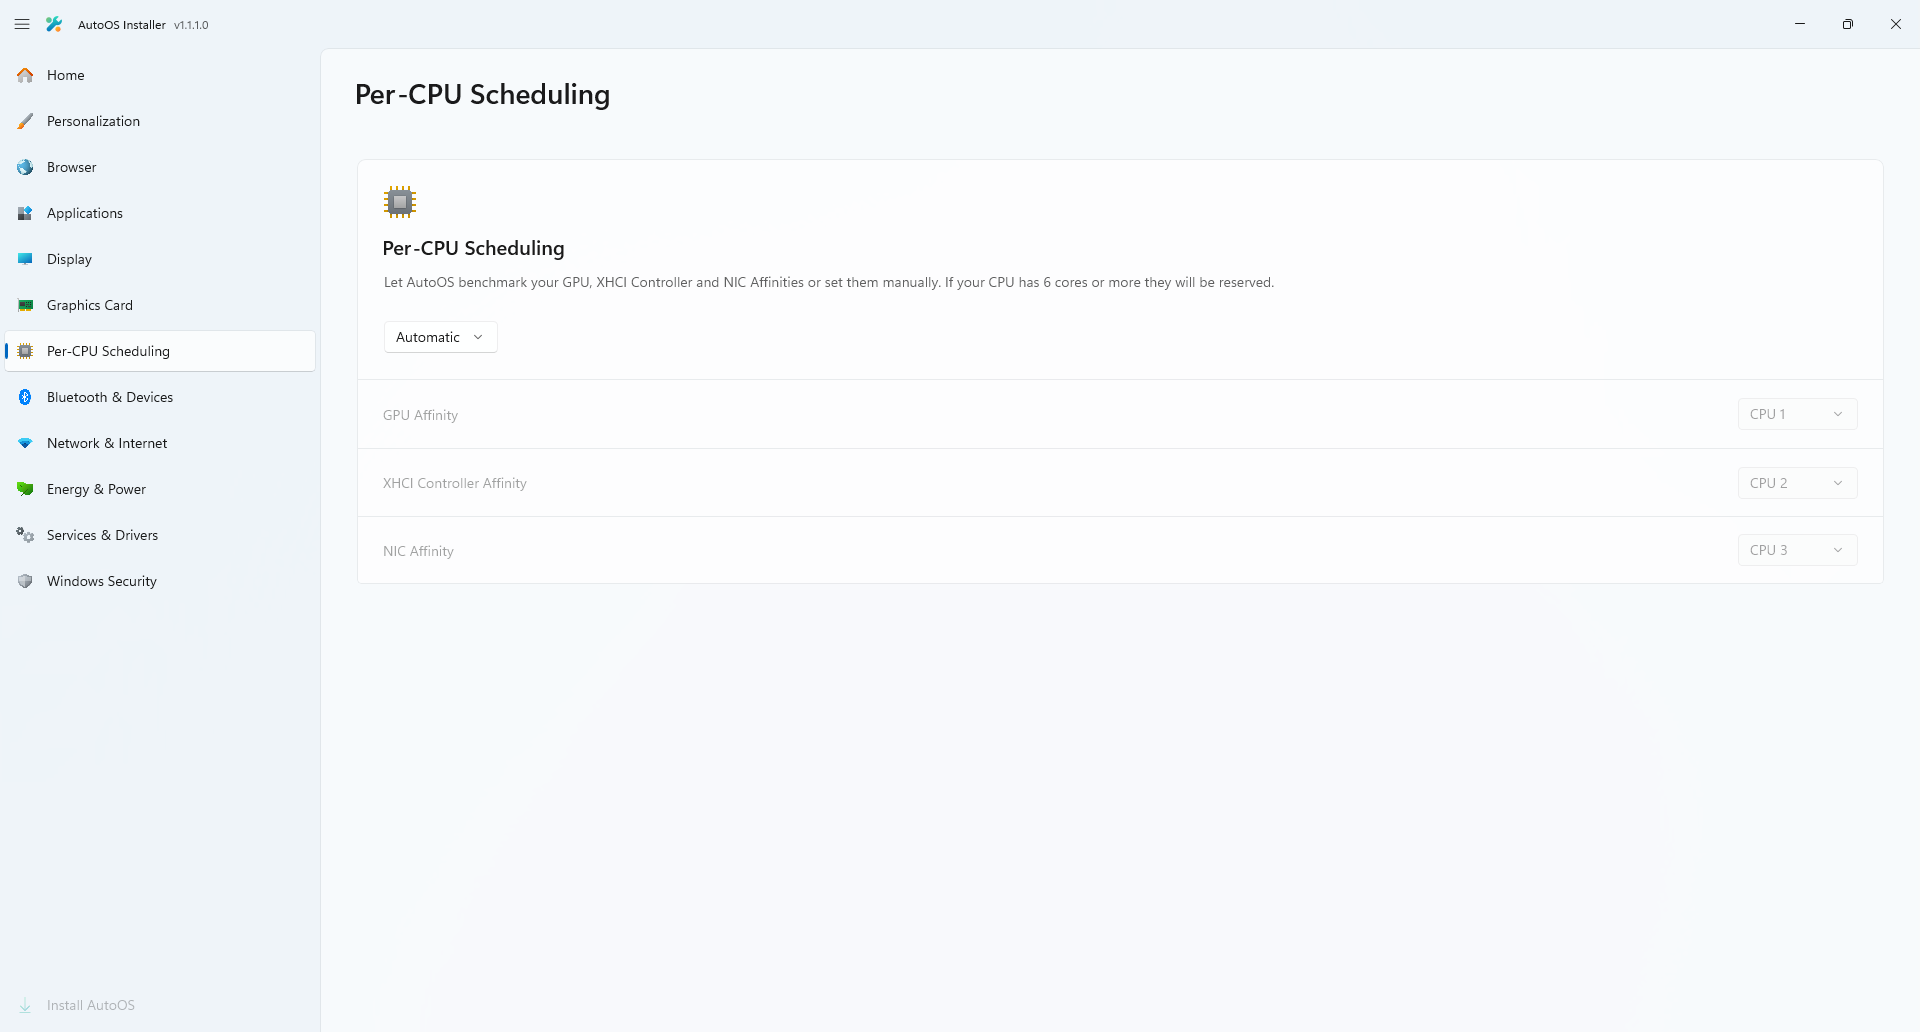 AutoOS Installer v1.1.1.0
Home
Personalization
Browser
Applications
Display
Graphics Card
Per-CPU Scheduling
Bluetooth & Devices
Network & Internet
Energy & Power
Services & Drivers
Windows Security
Install AutoOS
Per-CPU Scheduling
Per-CPU Scheduling
Let AutoOS benchmark your GPU, XHCI Controller and NIC Affinities or set them manually. If your CPU has 6 cores or more they will be reserved.
Automatic
GPU Affinity CPU 1
XHCI Controller Affinity CPU 2
NIC Affinity CPU 3